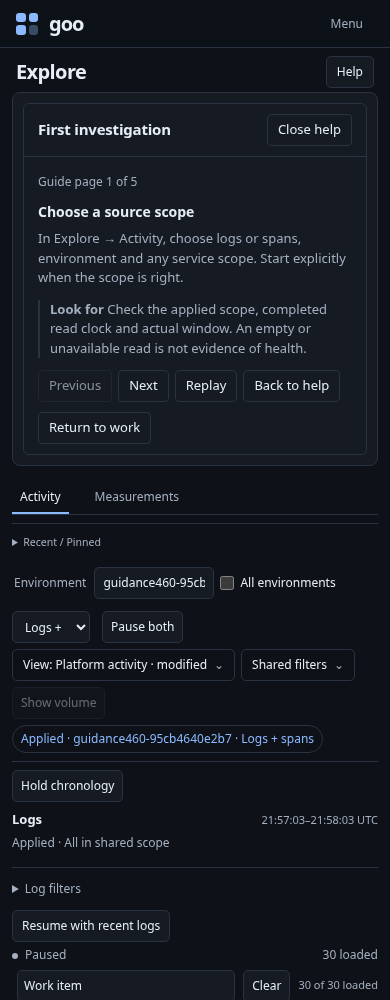 goo
Menu
Explore
Help
First investigation
Close help
Guide page 1 of 5
Choose a source scope
In Explore → Activity, choose logs or spans,
environment and any service scope. Start explicitly
when the scope is right.
Look for Check the applied scope, completed
read clock and actual window. An empty or
unavailable read is not evidence of health.
Previous Next Replay Back to help
Return to work
Activity Measurements
Recent / Pinned
Environment guidance460-95cb All environments
Logs + Pause both
View: Platform activity · modified Shared filters
Show volume
Applied · guidance460-95cb4640e2b7 · Logs + spans
Hold chronology
Logs 21:57:03–21:58:03 UTC
Applied · All in shared scope
Log filters
Resume with recent logs
Paused 30 loaded
Work item Clear 30 of 30 loaded